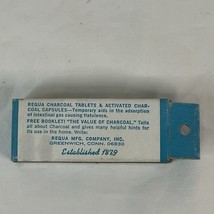 REQUA CHARCOAL TABLETS & ACTIVATED CHAR-
COAL CAPSULES—Temporary aids in the adsorption
of intestinal gas causing flatulence.
FREE BOOKLET! "THE VALUE OF CHARCOAL." Tells
all about Charcoal and gives many helpful hints for
its use in the home. Write:
REQUA MFG. COMPANY, INC.
GREENWICH, CONN. 06830
Established 1879